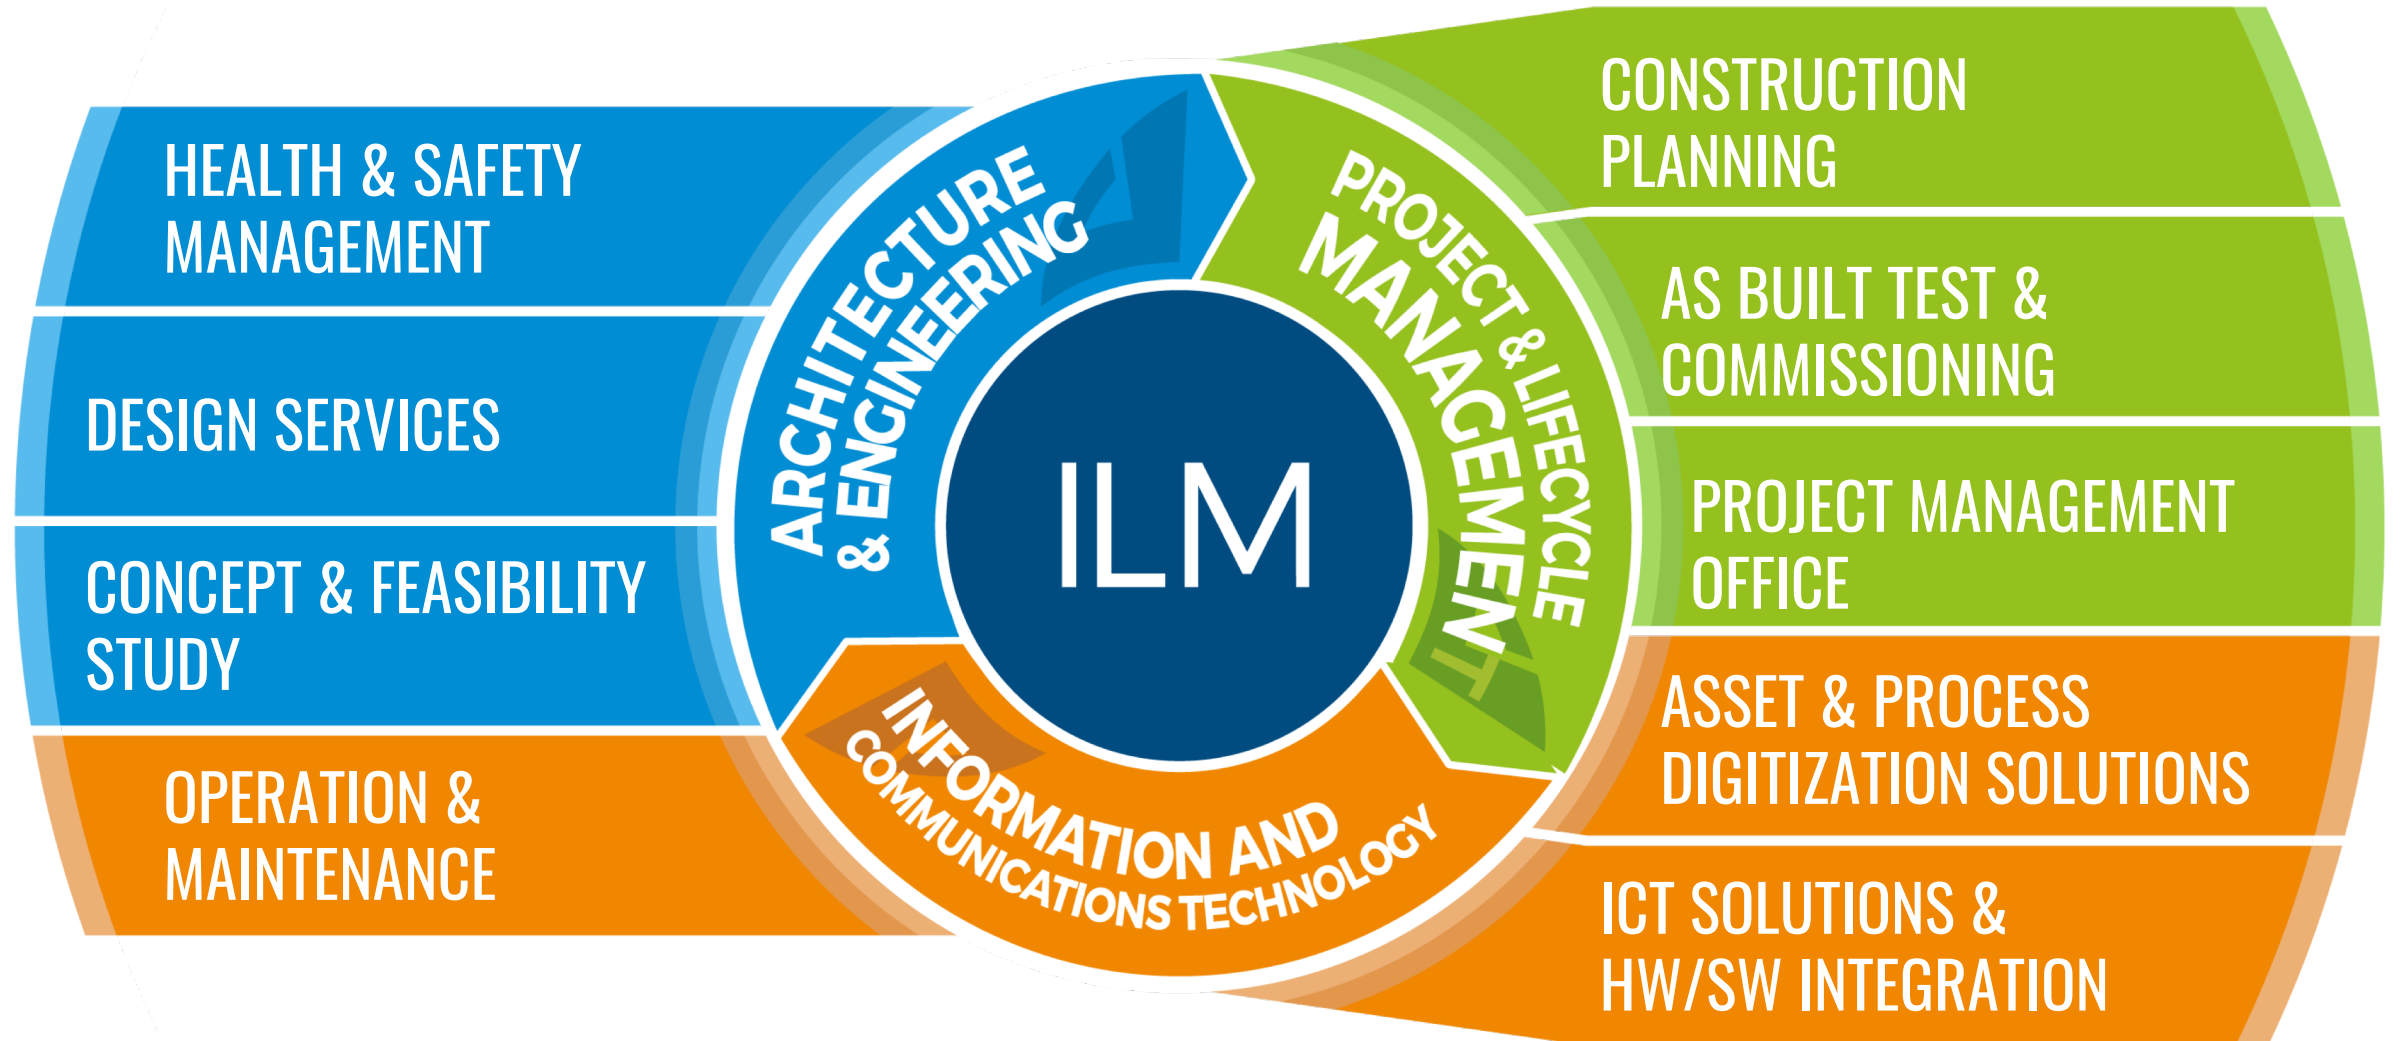 HEALTH & SAFETY
MANAGEMENT
DESIGN SERVICES
CONCEPT & FEASIBILITY
STUDY
OPERATION &
MAINTENANCE
ARCHITECTURE
& ENGINEERING
PROJECT & LIFECYCLE
MANAGEMENT
INFORMATION AND
COMMUNICATIONS TECHNOLOGY
ILM
CONSTRUCTION
PLANNING
AS BUILT TEST &
COMMISSIONING
PROJECT MANAGEMENT
OFFICE
ASSET & PROCESS
DIGITIZATION SOLUTIONS
ICT SOLUTIONS &
HW/SW INTEGRATION